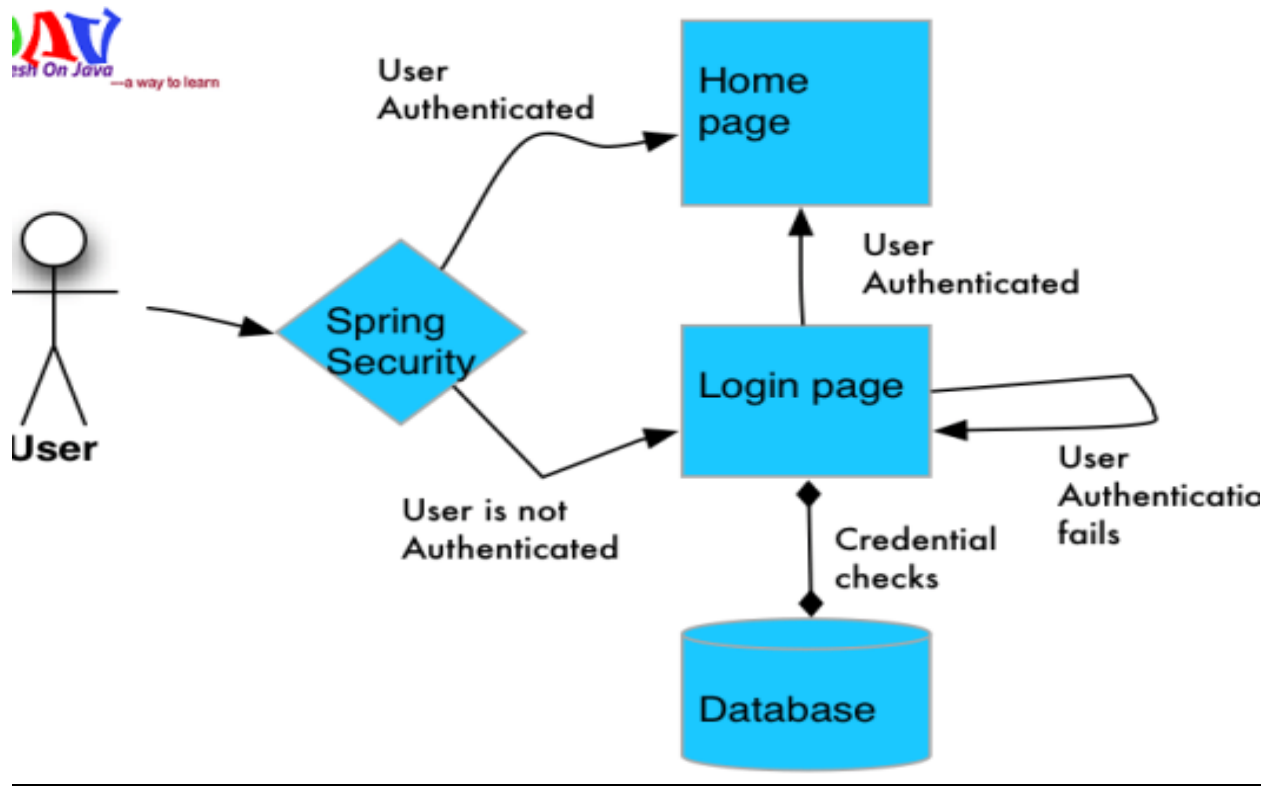 esh On Java
---a way to learn
User
Authenticated
Home
page
User
Authenticated
Spring
Security
Login page
User
User is not
Authenticated
User
Authenticatio
fails
Credential
checks
Database